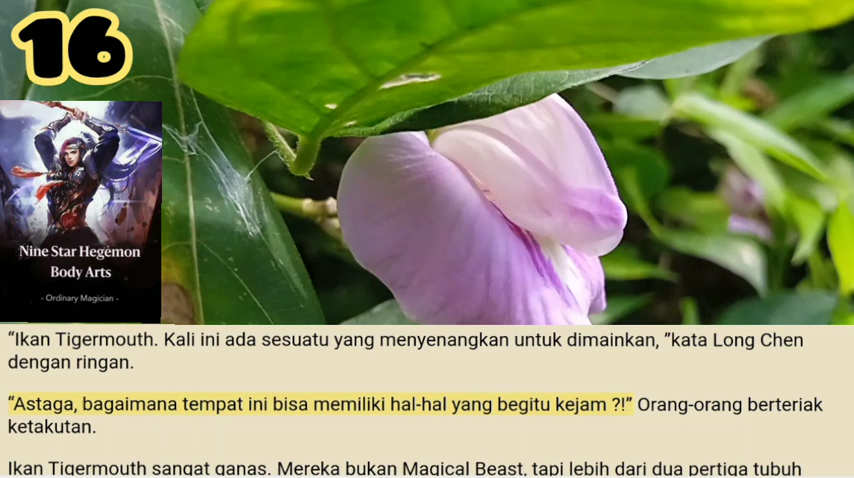 16
Nine Star Hegemon
Body Arts
- Ordinary Magician -
“Ikan Tigermouth. Kali ini ada sesuatu yang menyenangkan untuk dimainkan, ”kata Long Chen
dengan ringan.
“Astaga, bagaimana tempat ini bisa memiliki hal-hal yang begitu kejam ?!” Orang-orang berteriak
ketakutan.
Ikan Tigermouth sangat ganas. Mereka bukan Magical Beast, tapi lebih dari dua pertiga tubuh